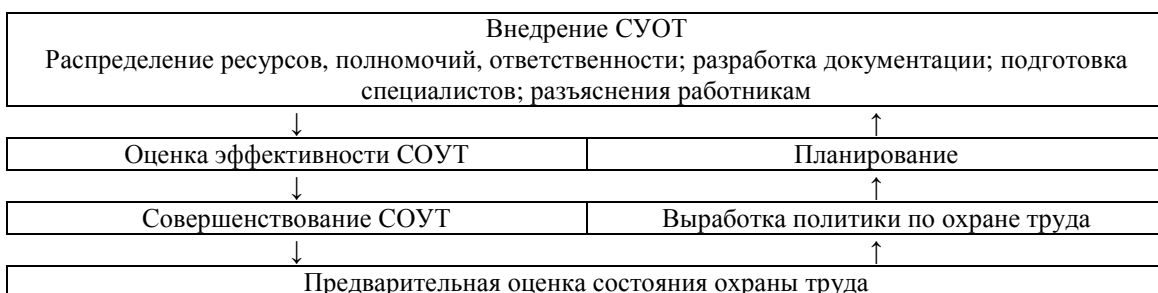 Внедрение СУОТ
Распределение ресурсов, полномочий, ответственности; разработка документации; подготовка
специалистов; разъяснения работникам
↓ ↑
Оценка эффективности СОУТ Планирование
↓ ↑
Совершенствование СОУТ Выработка политики по охране труда
↓ ↑
Предварительная оценка состояния охраны труда